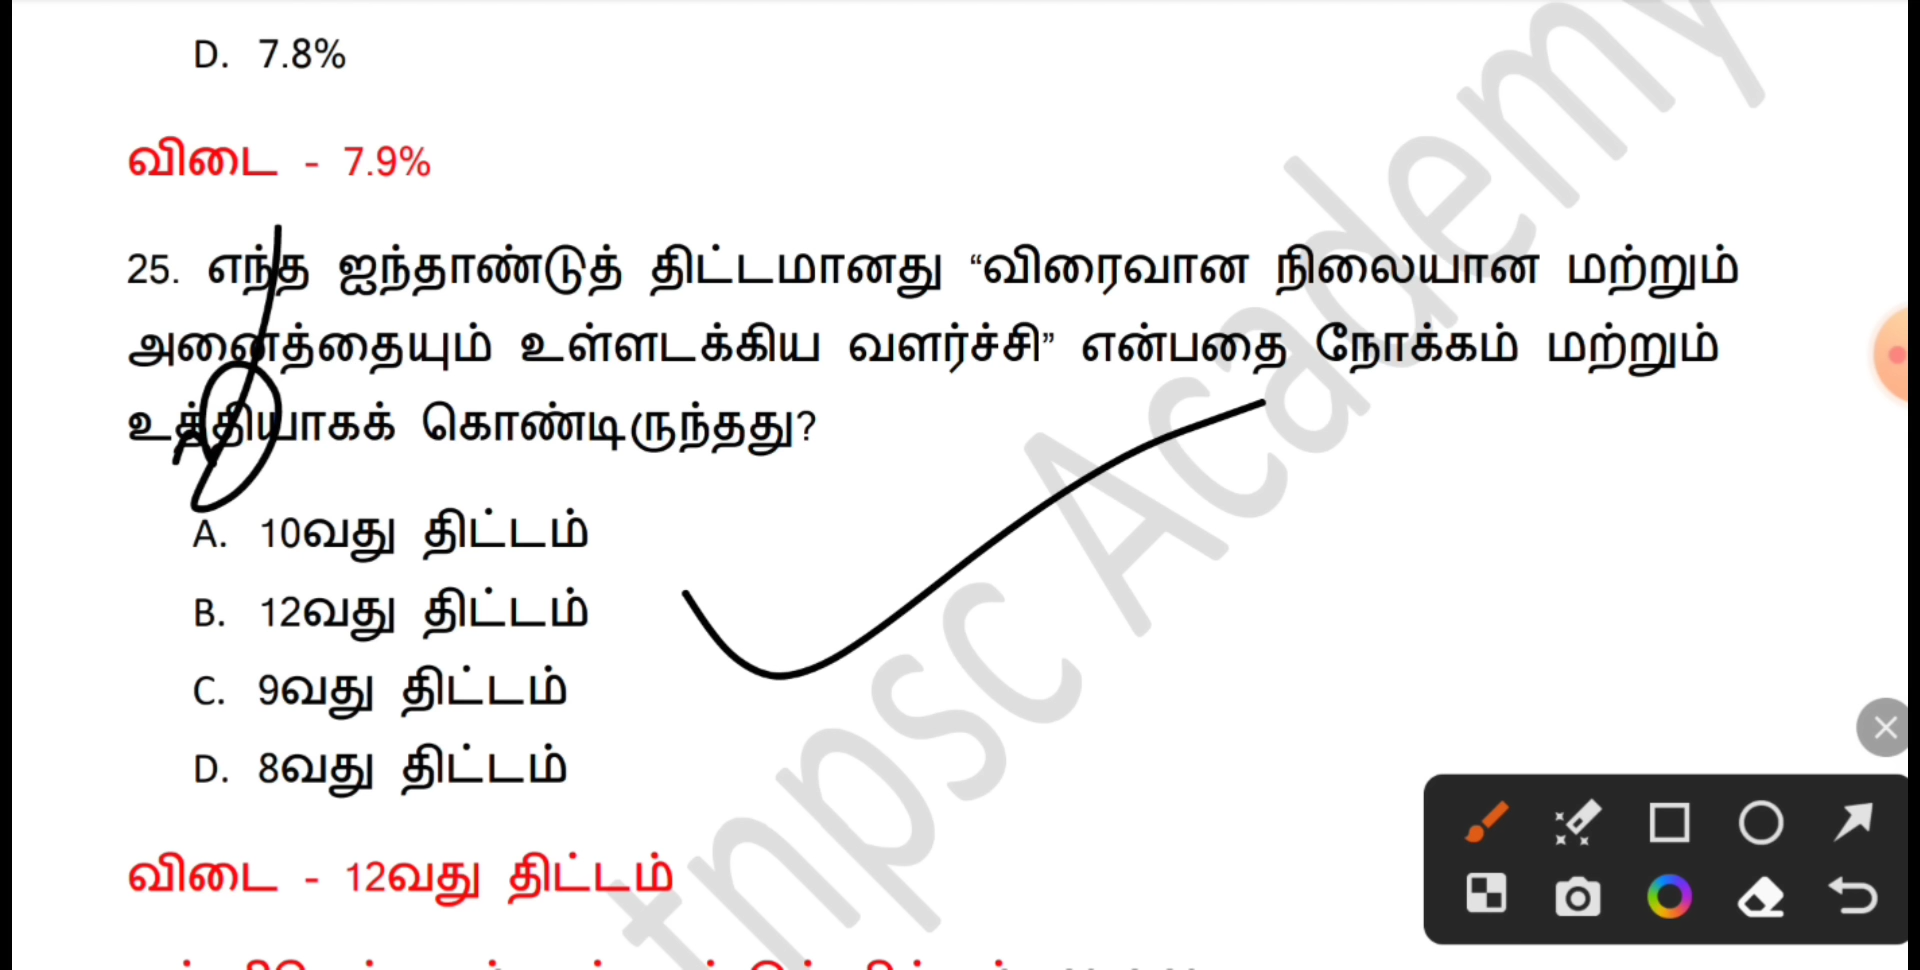 D. 7.8%
விடை - 7.9%
25. எந்த ஐந்தாண்டுத் திட்டமானது “விரைவான நிலையான மற்றும்
அனைத்தையும் உள்ளடக்கிய வளர்ச்சி” என்பதை நோக்கம் மற்றும்
உத்தியாகக் கொண்டிருந்தது?
A. 10வது திட்டம்
B. 12வது திட்டம்
C. 9வது திட்டம்
D. 8வது திட்டம்
விடை - 12வது திட்டம்
tnpsc Academy